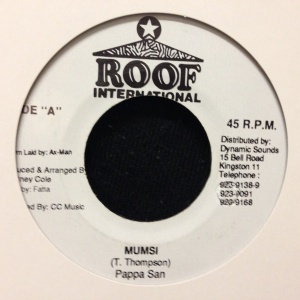 ROOF
INTERNATIONAL
DE "A"
45 R.P.M.
m Laid by: Ax-Man
uced & Arranged By
ney Cole
by: Fatta
ed By: CC Music
Distributed by:
Dynamic Sounds
15 Bell Road
Kingston 11
Telephone :
923-9138-9
923-9091
923-9168
MUMSI
(T. Thompson)
Pappa San